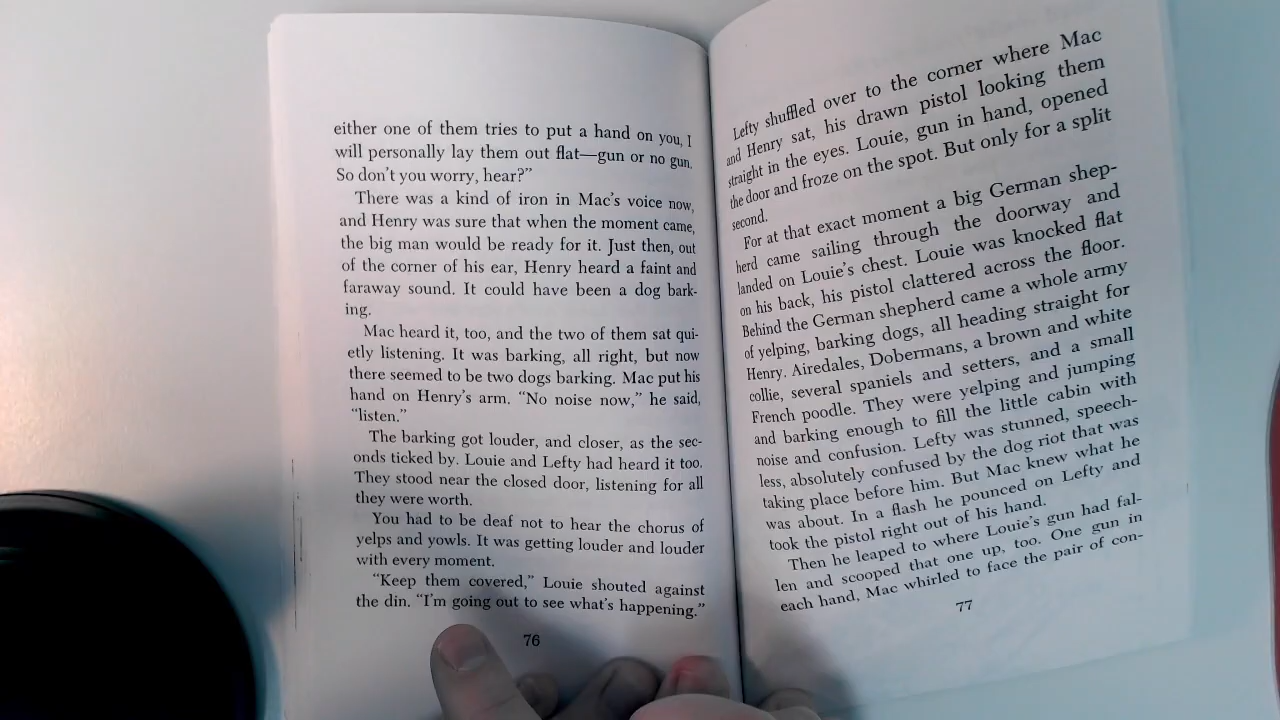 either one of them tries to put a hand on you, I
will personally lay them out flat—gun or no gun.
So don't you worry, hear?”
There was a kind of iron in Mac's voice now,
and Henry was sure that when the moment came,
the big man would be ready for it. Just then, out
of the corner of his ear, Henry heard a faint and
faraway sound. It could have been a dog bark-
ing.
Mac heard it, too, and the two of them sat qui-
etly listening. It was barking, all right, but now
there seemed to be two dogs barking. Mac put his
hand on Henry's arm. “No noise now,” he said,
“listen.”
The barking got louder, and closer, as the sec-
onds ticked by. Louie and Lefty had heard it too.
They stood near the closed door, listening for all
they were worth.
You had to be deaf not to hear the chorus of
yelps and yowls. It was getting louder and louder
with every moment.
“Keep them covered,” Louie shouted against
the din. “I'm going out to see what's happening.”
76
Lefty shuffled over to the corner where Mac
and Henry sat, his drawn pistol looking them
straight in the eyes. Louie, gun in hand, opened
the door and froze on the spot. But only for a split
second.
For at that exact moment a big German shep-
herd came sailing through the doorway and
landed on Louie's chest. Louie was knocked flat
on his back, his pistol clattered across the floor.
Behind the German shepherd came a whole army
of yelping, barking dogs, all heading straight for
Henry. Airedales, Dobermans, a brown and white
collie, several spaniels and setters, and a small
French poodle. They were yelping and jumping
and barking enough to fill the little cabin with
noise and confusion. Lefty was stunned, speech-
less, absolutely confused by the dog riot that was
taking place before him. But Mac knew what he
was about. In a flash he pounced on Lefty and
took the pistol right out of his hand.
Then he leaped to where Louie's gun had fal-
len and scooped that one up, too. One gun in
each hand, Mac whirled to face the pair of con-
77